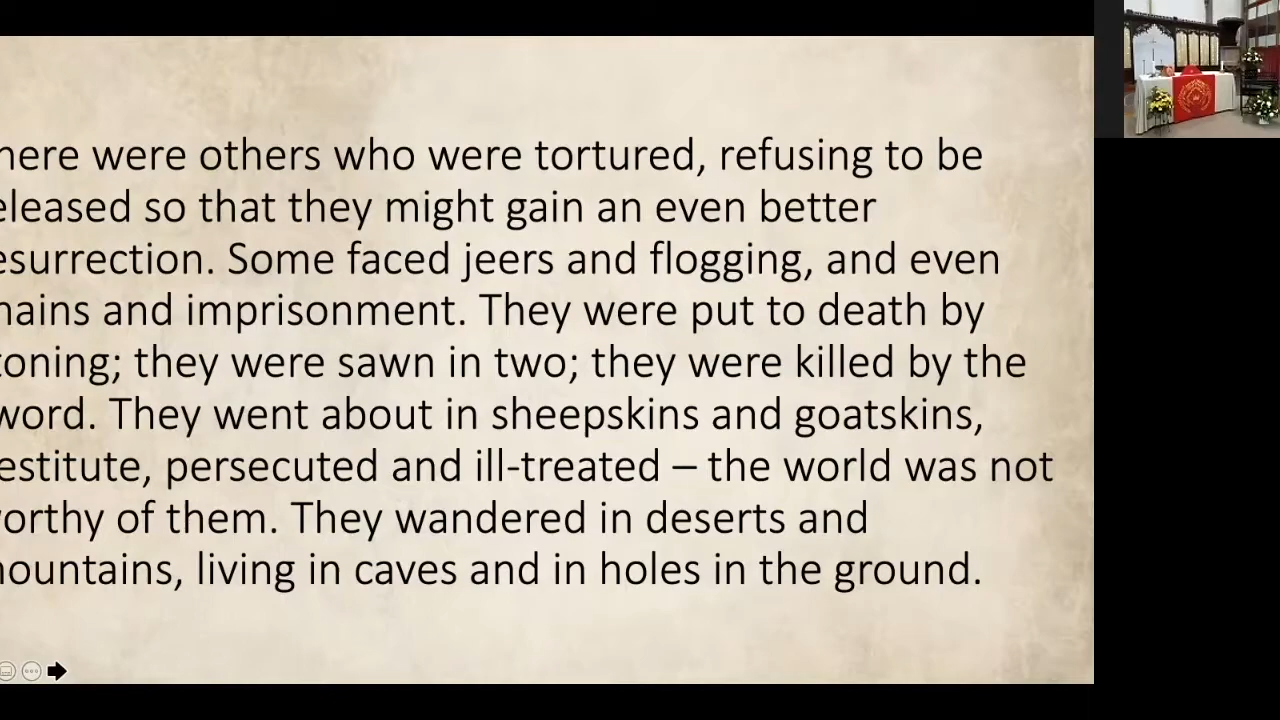 here were others who were tortured, refusing to be
eleased so that they might gain an even better
esurrection. Some faced jeers and flogging, and even
hains and imprisonment. They were put to death by
toning; they were sawn in two; they were killed by the
word. They went about in sheepskins and goatskins,
estitute, persecuted and ill-treated – the world was not
orthy of them. They wandered in deserts and
ountains, living in caves and in holes in the ground.